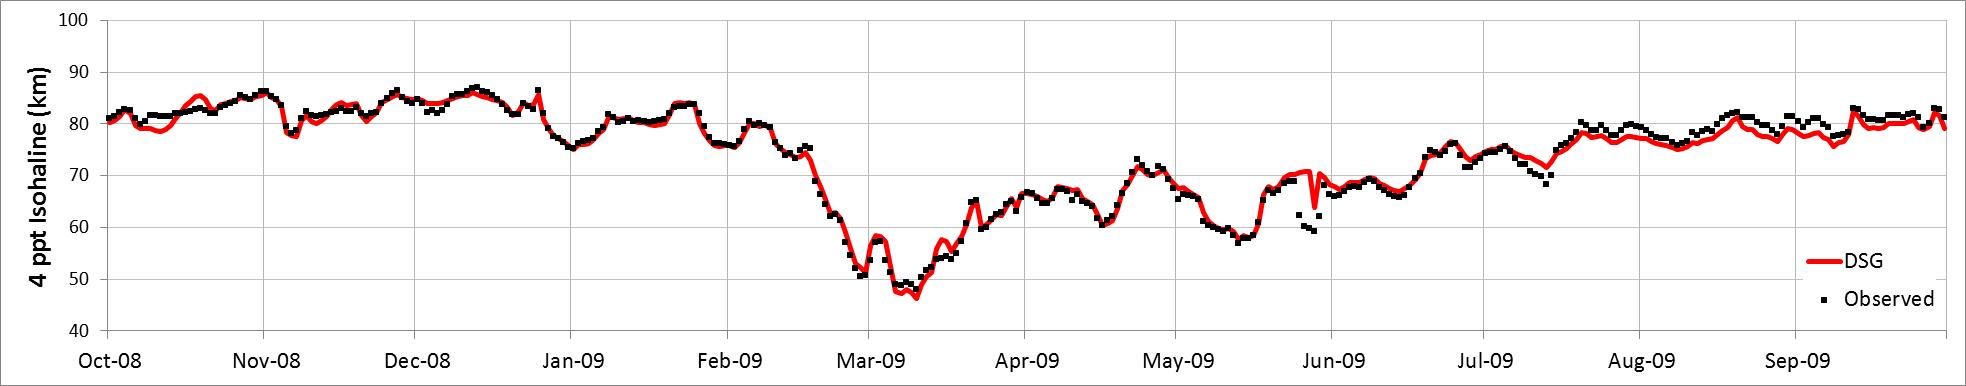 4 ppt Isohaline (km)
100
90
80
70
60
50
40
Oct-08 Nov-08 Dec-08 Jan-09 Feb-09 Mar-09 Apr-09 May-09 Jun-09 Jul-09 Aug-09 Sep-09
DSG
Observed